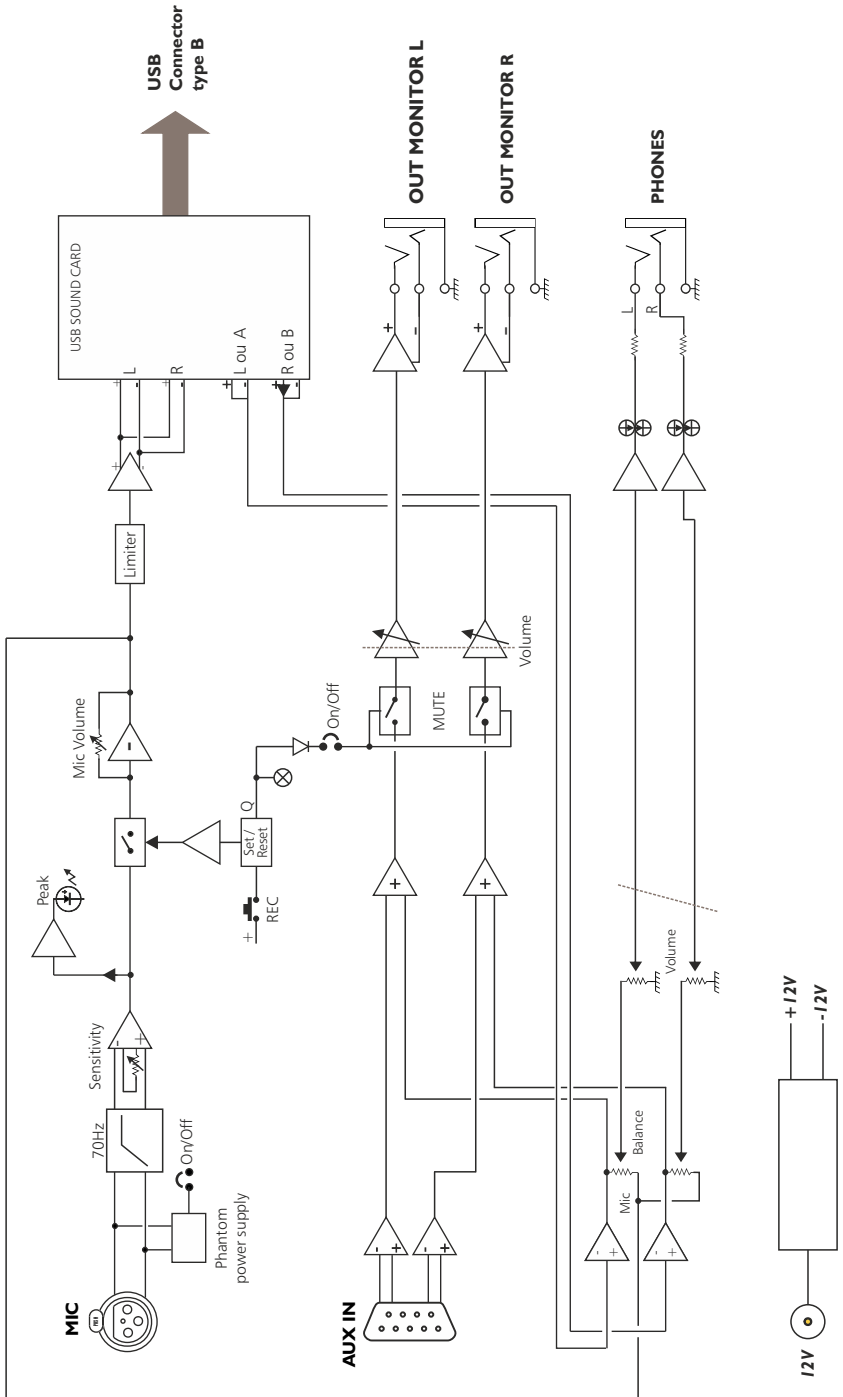 MIC
PUSH
70Hz
Phantom
power supply
On/Off
Sensitivity
-
+
Peak
Mic Volume
-
+
REC
Set/
Reset
Q
On/Off
Limiter
+
-
USB SOUND CARD
+
L
-
+
R
-
+
L ou A
-
+
R ou B
-
USB
Connector
type B
AUX IN
-
+
-
+
+
+
MUTE
Volume
+
-
OUT MONITOR L
+
-
OUT MONITOR R
-
+
-
+
Mic
Balance
Volume
L
R
PHONES
12V
+12V
-12V